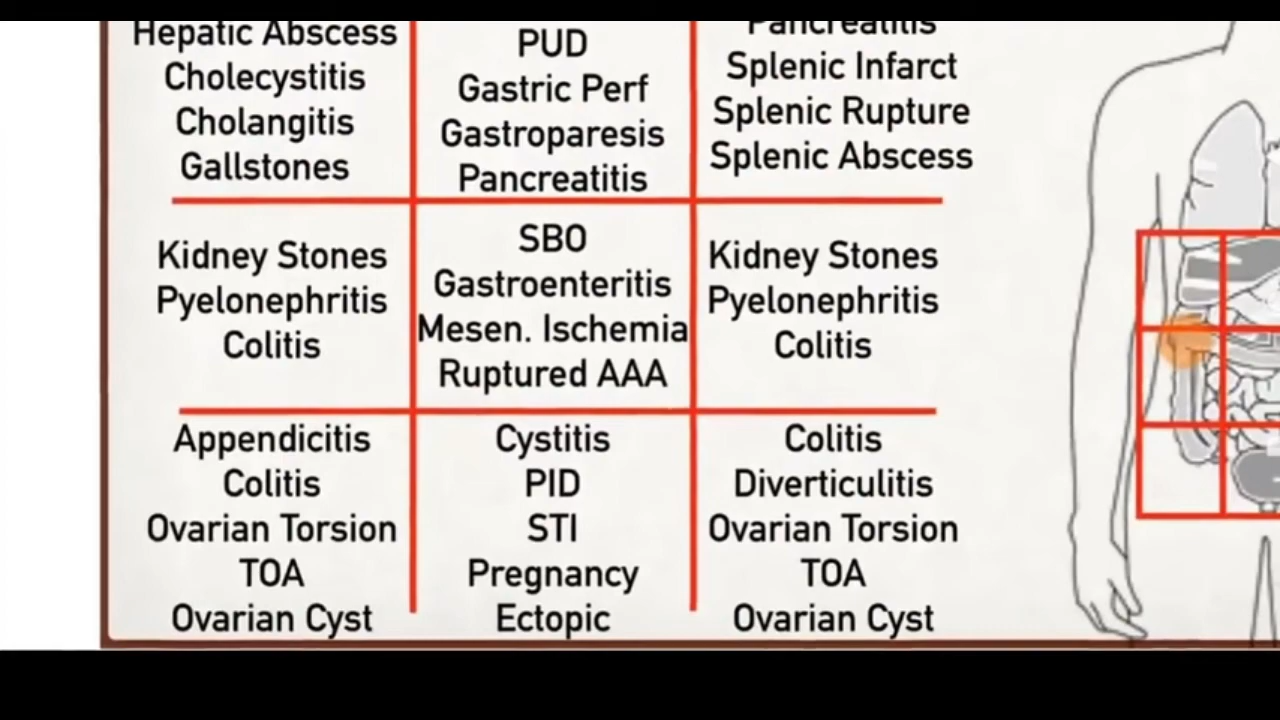 Hepatic Abscess
Cholecystitis
Cholangitis
Gallstones
PUD
Gastric Perf
Gastroparesis
Pancreatitis
Pancreatitis
Splenic Infarct
Splenic Rupture
Splenic Abscess
Kidney Stones
Pyelonephritis
Colitis
SBO
Gastroenteritis
Mesen. Ischemia
Ruptured AAA
Kidney Stones
Pyelonephritis
Colitis
Appendicitis
Colitis
Ovarian Torsion
TOA
Ovarian Cyst
Cystitis
PID
STI
Pregnancy
Ectopic
Colitis
Diverticulitis
Ovarian Torsion
TOA
Ovarian Cyst